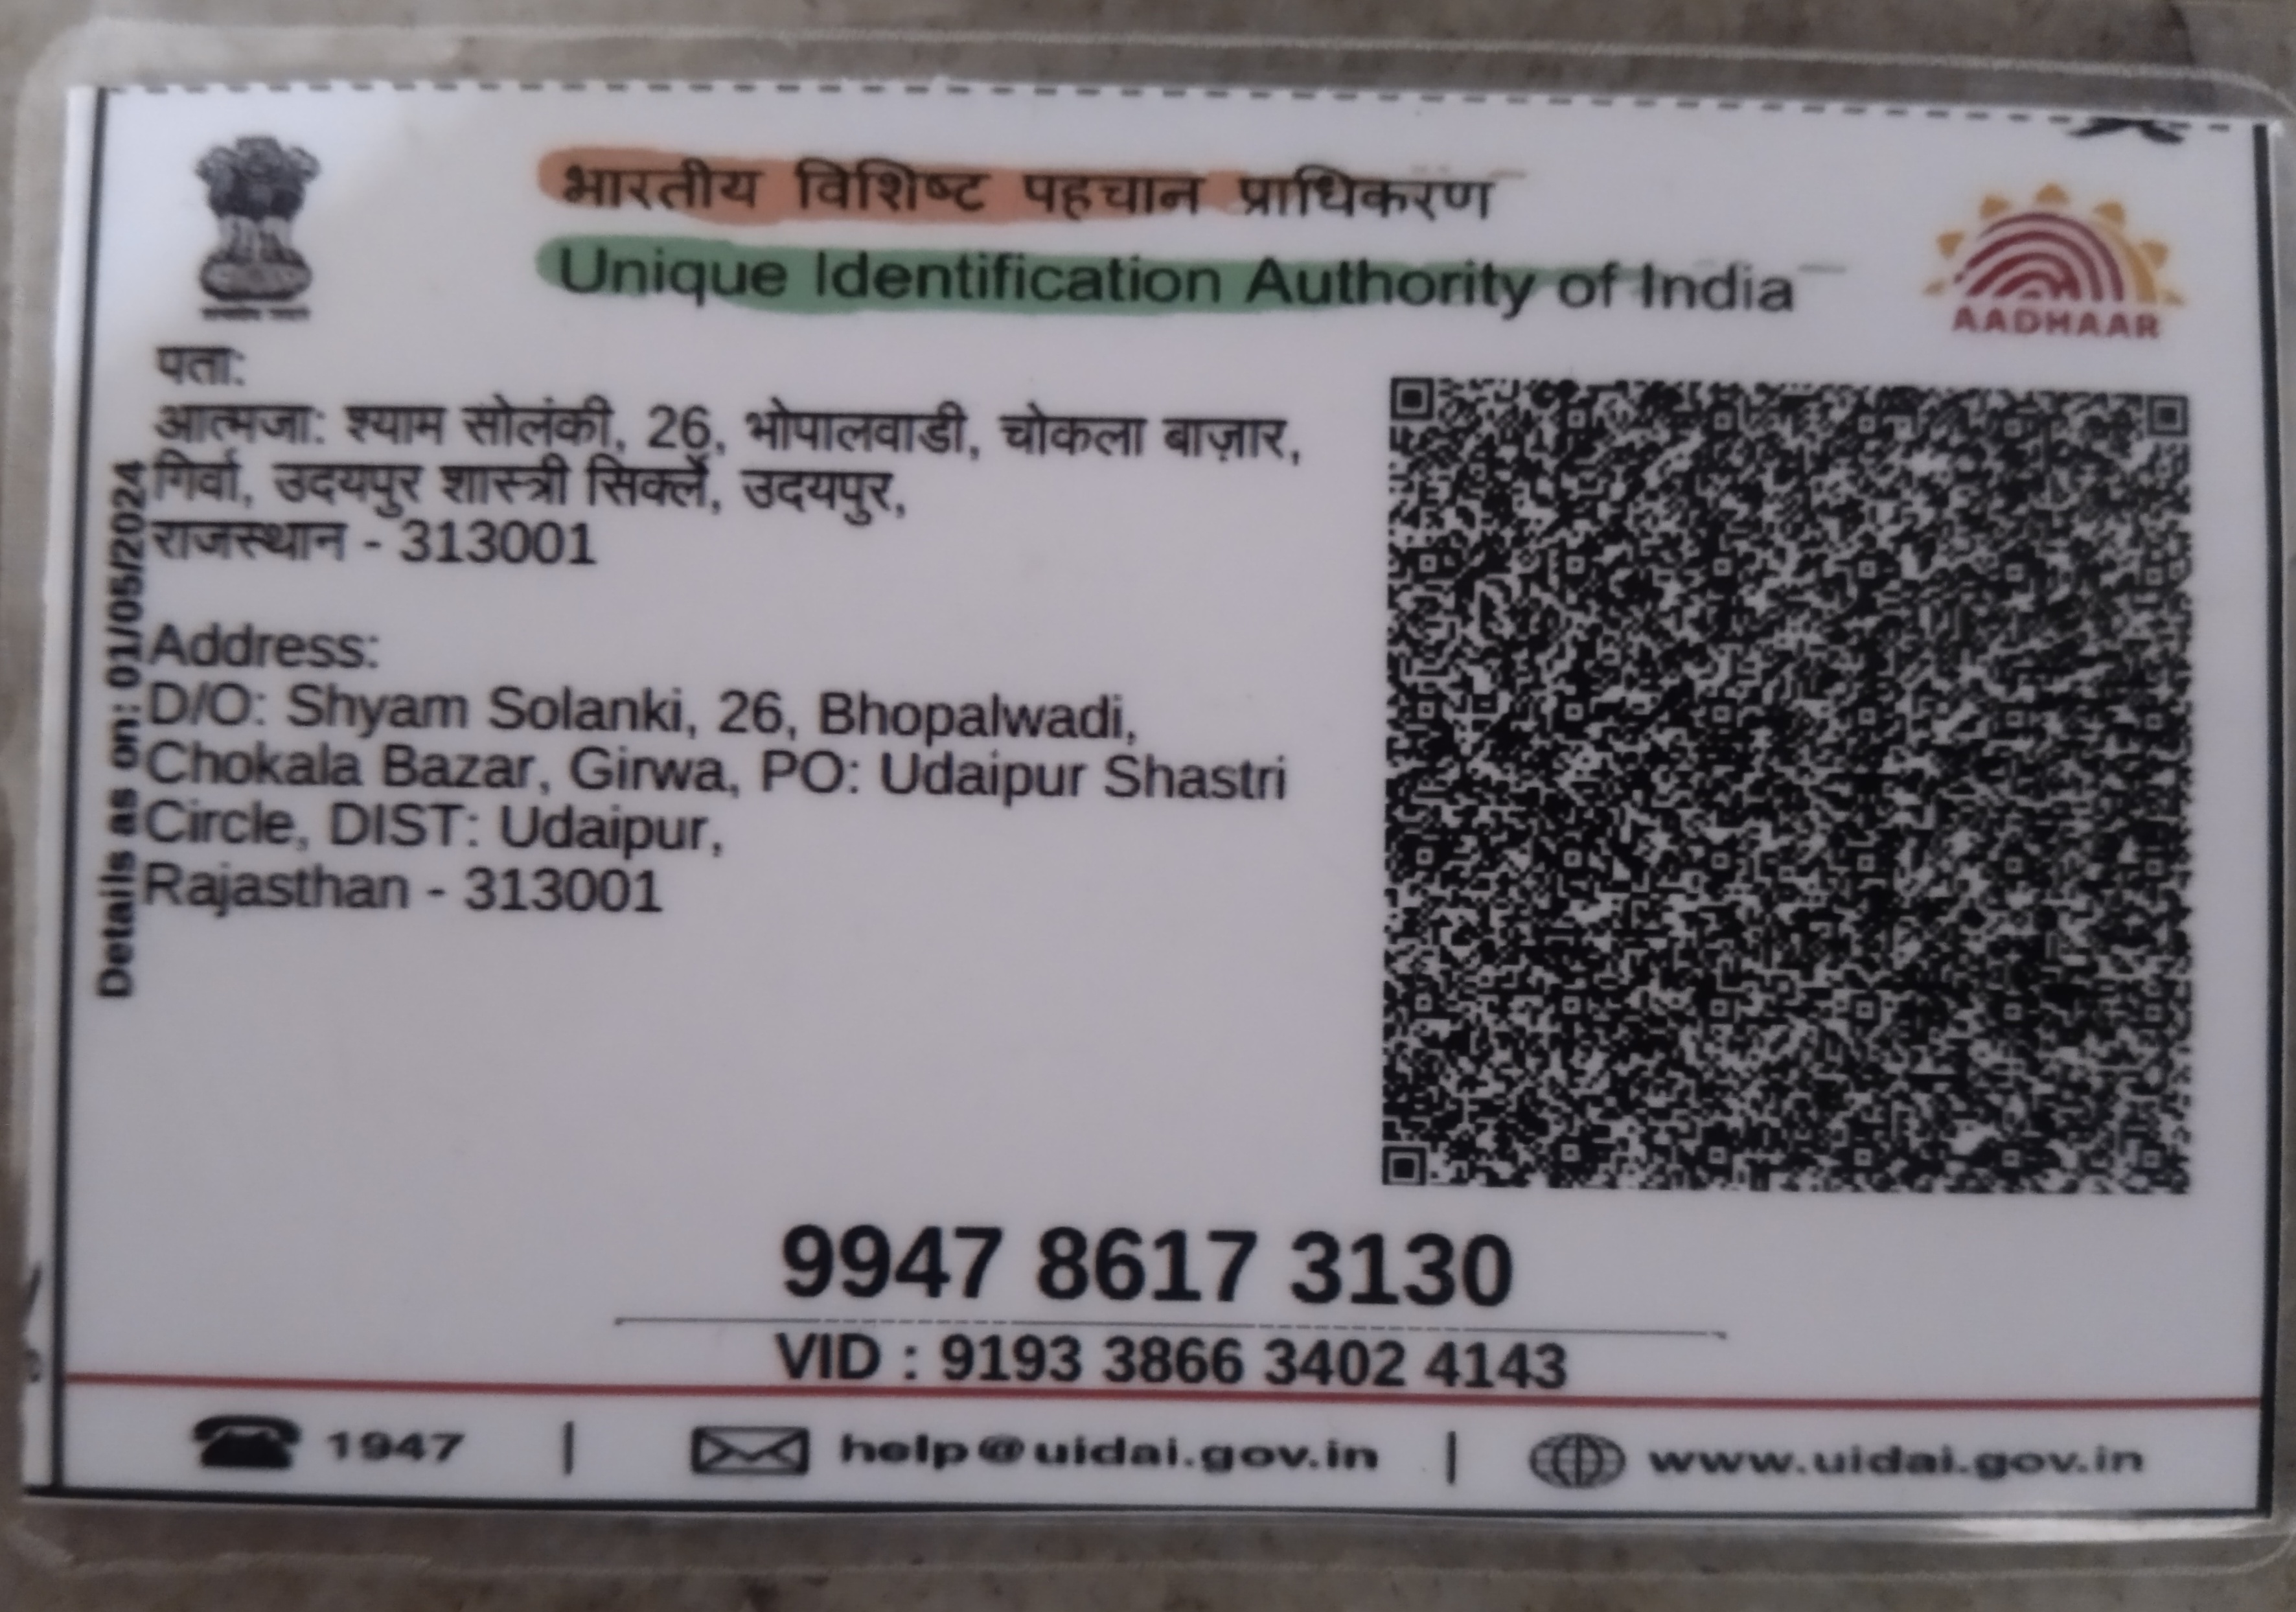 भारतीय विशिष्ट पहचान प्राधिकरण
Unique Identification Authority of India
AADHAAR
पता:
आत्मजा: श्याम सोलंकी, 26, भोपालवाडी, चोकला बाज़ार,
गिर्वा, उदयपुर शास्त्री सिर्क्ले, उदयपुर,
राजस्थान - 313001
Address:
D/O: Shyam Solanki, 26, Bhopalwadi,
Chokala Bazar, Girwa, PO: Udaipur Shastri
Circle, DIST: Udaipur,
Rajasthan - 313001
Details as on: 01/05/2024
9947 8617 3130
VID : 9193 3866 3402 4143
1947 | help@uidai.gov.in | www.uidai.gov.in